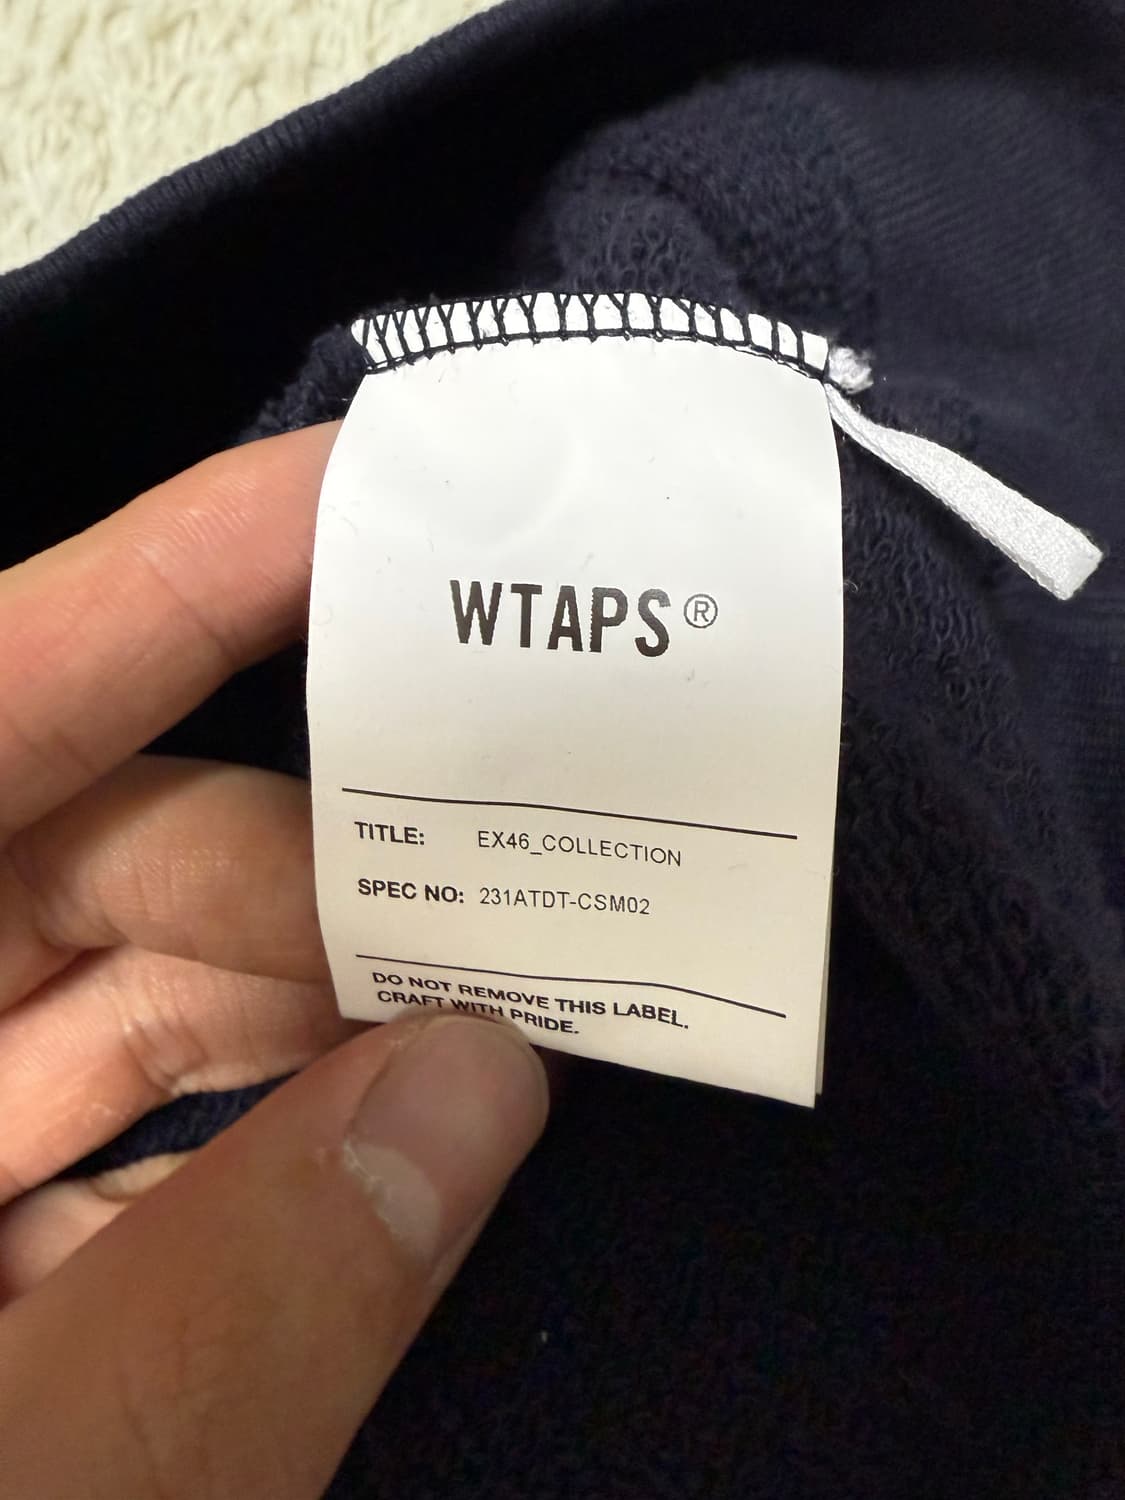 WTAPS®
TITLE: EX46_COLLECTION
SPEC NO: 231ATDT-CSM02
DO NOT REMOVE THIS LABEL.
CRAFT WITH PRIDE.